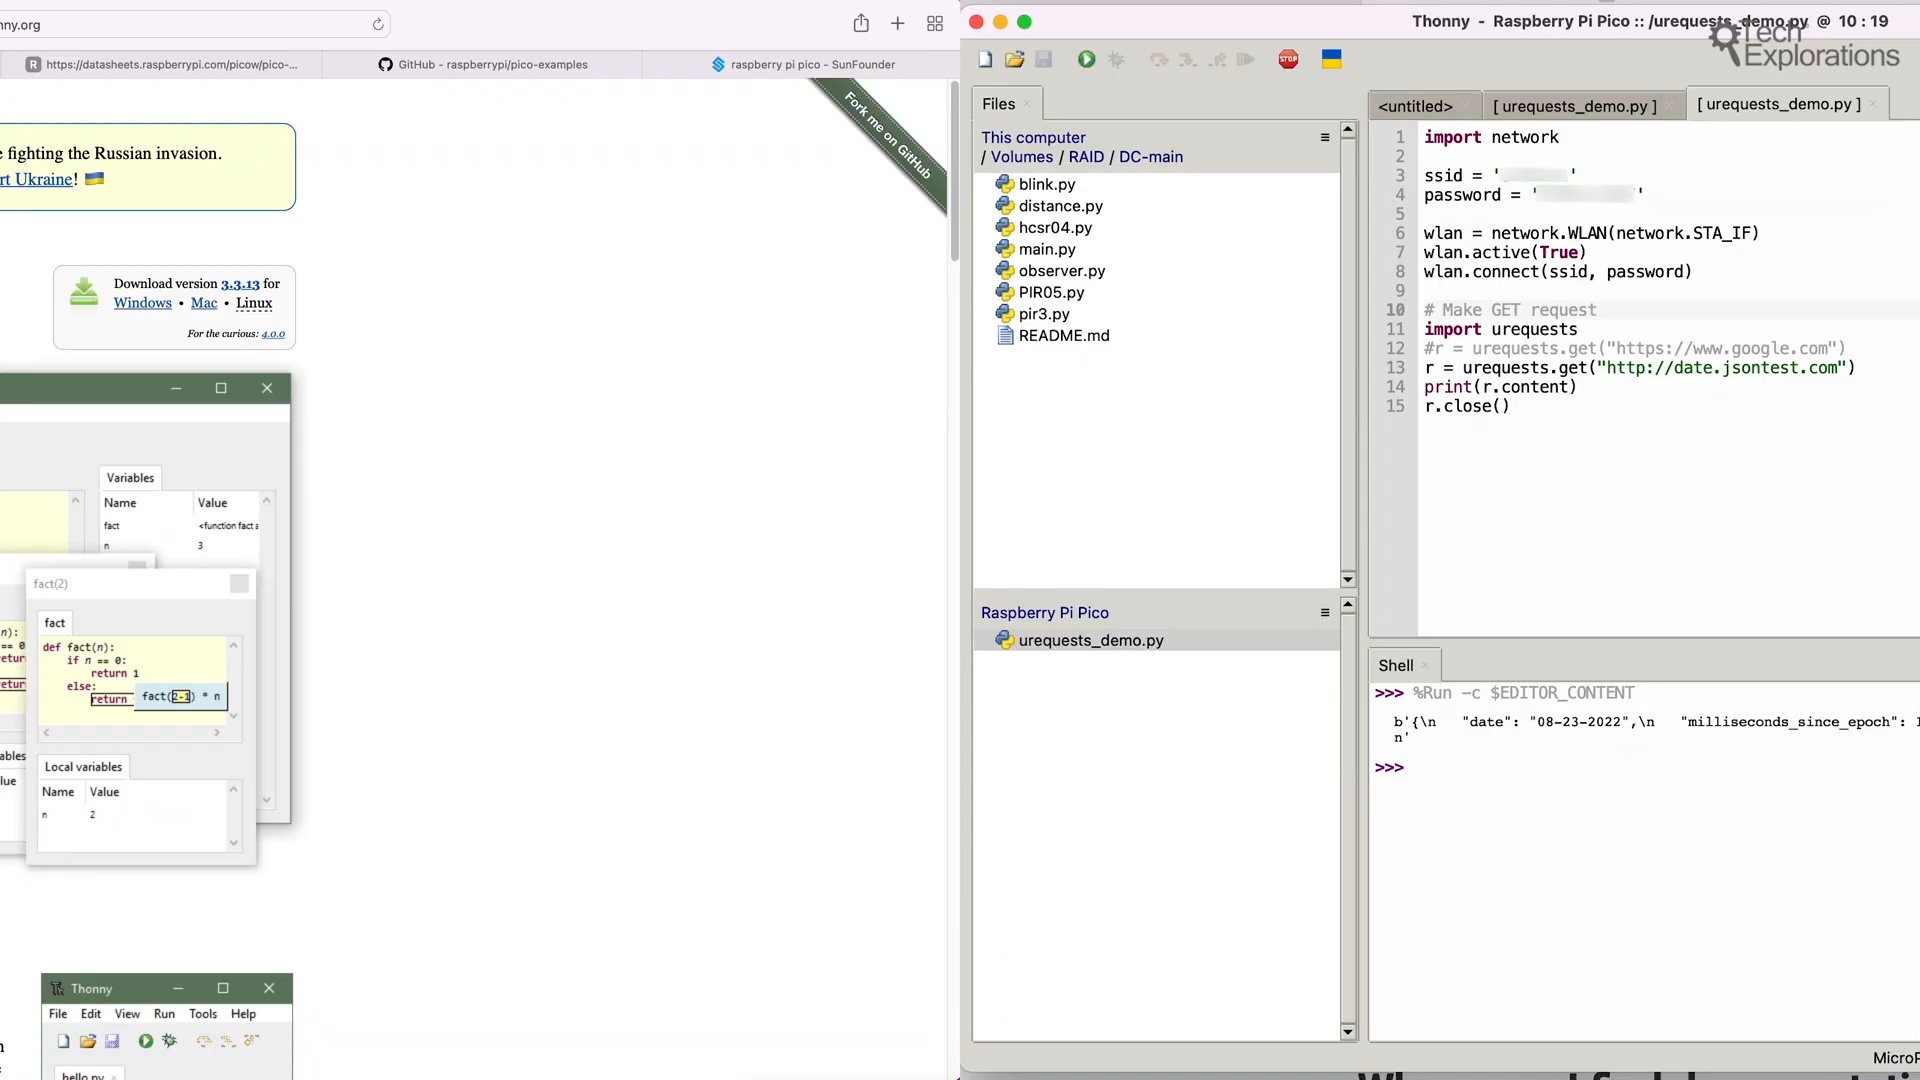 nny.org
https://datasheets.raspberrypi.com/picow/pico-...
GitHub - raspberrypi/pico-examples
raspberry pi pico - SunFounder
e fighting the Russian invasion.
rt Ukraine!
Fork me on GitHub
Download version 3.3.13 for
Windows • Mac • Linux
For the curious: 4.0.0
Variables
Name Value
fact <function fact a
n 3
fact(2)
fact
n):
== 0
retur
retur
def fact(n):
if n == 0:
return 1
else:
return fact(2-1) * n
ables
lue
Local variables
Name Value
n 2
Thonny
File Edit View Run Tools Help
hello.py
n
Thonny - Raspberry Pi Pico :: /urequests_demo.py @ 10 : 19
Tech
Explorations
STOP
Files
This computer
/ Volumes / RAID / DC-main
blink.py
distance.py
hcsr04.py
main.py
observer.py
PIR05.py
pir3.py
README.md
Raspberry Pi Pico
urequests_demo.py
<untitled> [ urequests_demo.py ] [ urequests_demo.py ]
1 import network
2
3 ssid = ' '
4 password = ' '
5
6 wlan = network.WLAN(network.STA_IF)
7 wlan.active(True)
8 wlan.connect(ssid, password)
9
10 # Make GET request
11 import urequests
12 #r = urequests.get("https://www.google.com")
13 r = urequests.get("http://date.jsontest.com")
14 print(r.content)
15 r.close()
Shell
>>> %Run -c $EDITOR_CONTENT
b'{\n "date": "08-23-2022",\n "milliseconds_since_epoch": 1
n'
>>>
MicroP